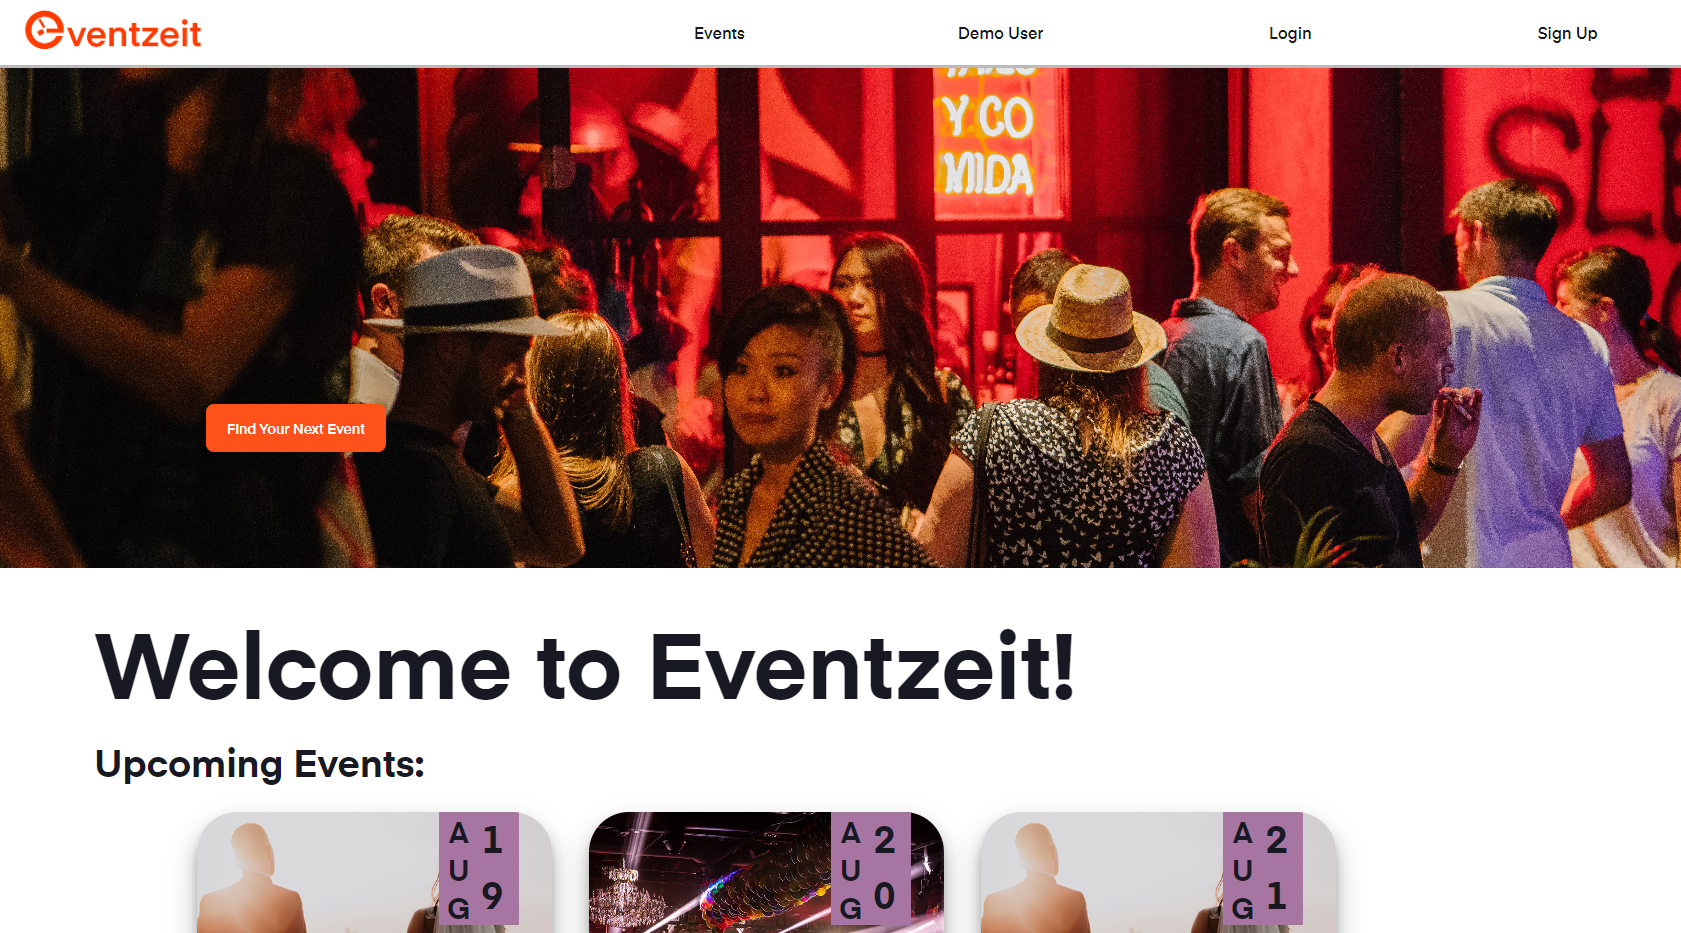 eventzeit
Events
Demo User
Login
Sign Up
Y CO
MIDA
FInd Your Next Event
Welcome to Eventzeit!
Upcoming Events:
AUG 19
AUG 20
AUG 21